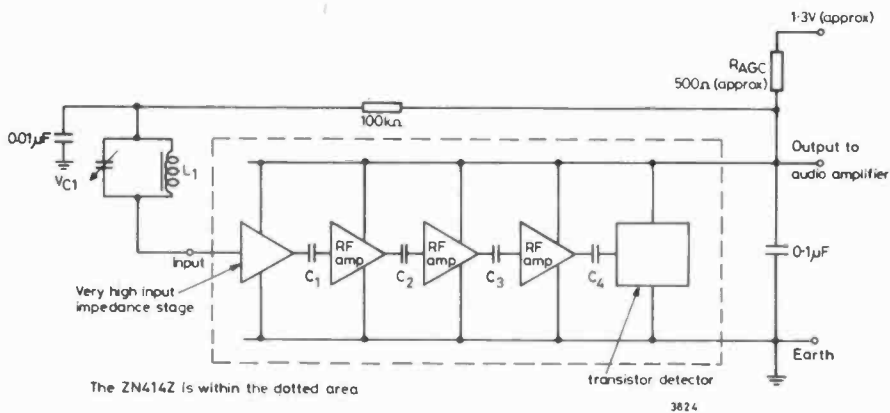 1·3V (approx)
RAGC
500Ω (approx)
100kΩ
0·01µF
VC1
L1
Output to
audio amplifier
input
RF
amp
RF
amp
RF
amp
C1
C2
C3
C4
0·1µF
Very high input
impedance stage
Earth
The ZN414Z is within the dotted area
transistor detector
3824